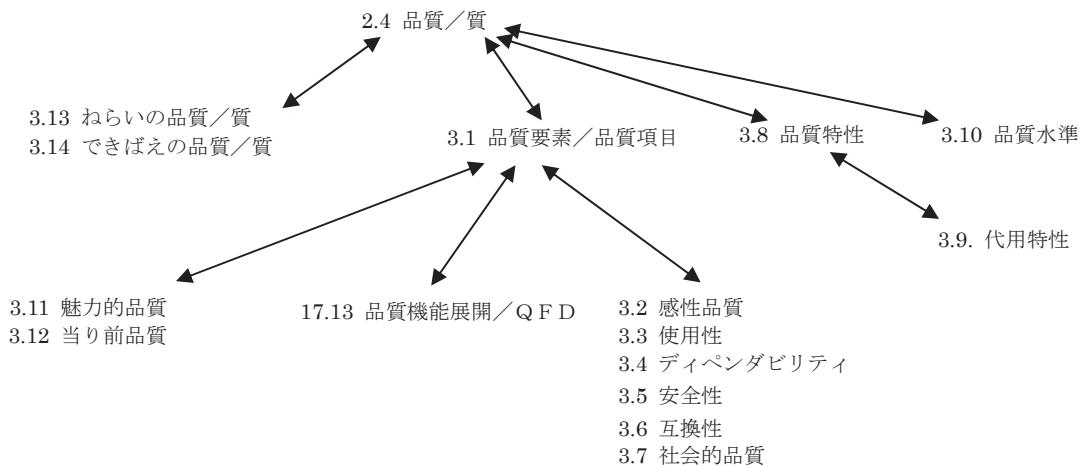 2.4 品質／質
3.13 ねらいの品質／質
3.14 できばえの品質／質
3.1 品質要素／品質項目
3.8 品質特性
3.10 品質水準
3.9. 代用特性
3.11 魅力的品質
3.12 当り前品質
17.13 品質機能展開／ＱＦＤ
3.2 感性品質
3.3 使用性
3.4 ディペンダビリティ
3.5 安全性
3.6 互換性
3.7 社会的品質